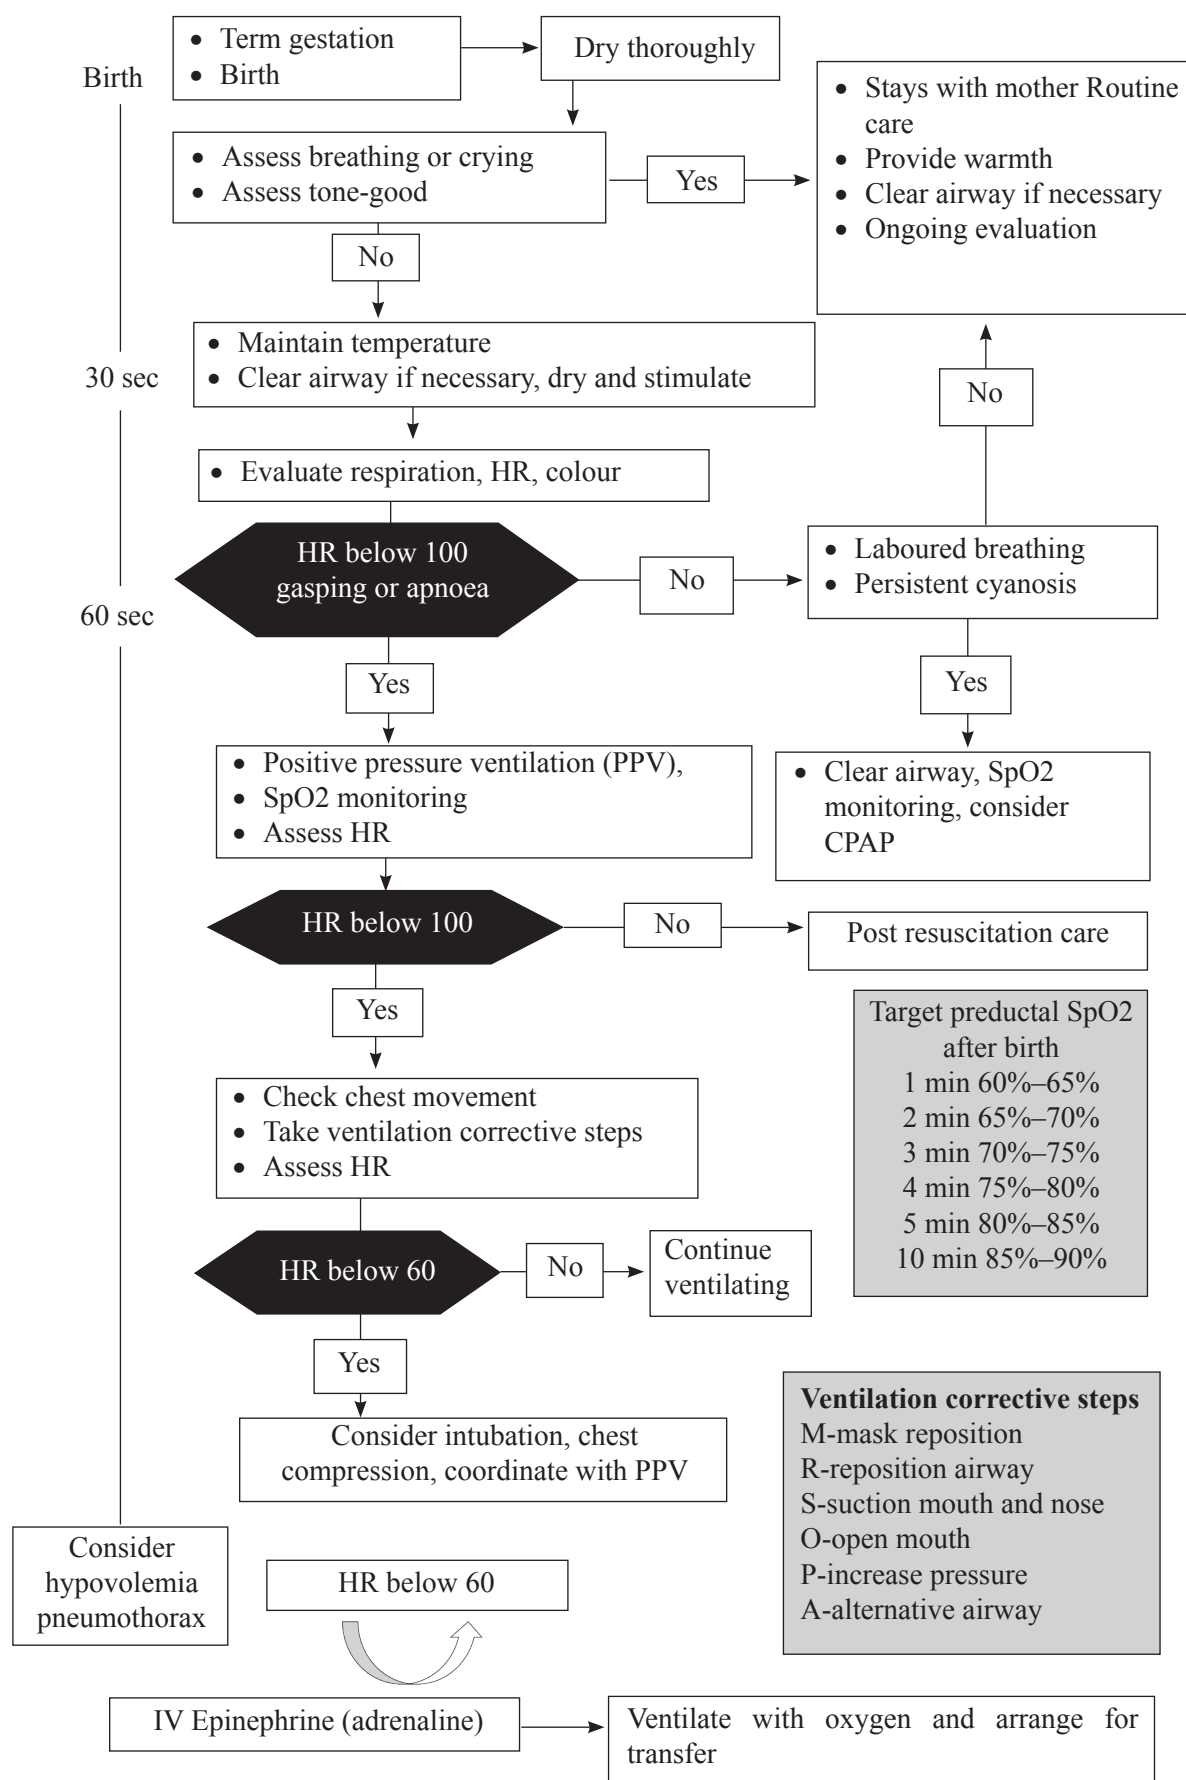 • Term gestation
• Birth
Dry thoroughly
Birth
• Stays with mother Routine
care
• Provide warmth
• Clear airway if necessary
• Ongoing evaluation
• Assess breathing or crying
• Assess tone-good
Yes
No
• Maintain temperature
• Clear airway if necessary, dry and stimulate
30 sec
No
• Evaluate respiration, HR, colour
HR below 100
gasping or apnoea
No
• Laboured breathing
• Persistent cyanosis
60 sec
Yes
Yes
• Positive pressure ventilation (PPV),
• SpO2 monitoring
• Assess HR
• Clear airway, SpO2
monitoring, consider
CPAP
HR below 100
No
Post resuscitation care
Yes
Target preductal SpO2
after birth
1 min 60%–65%
2 min 65%–70%
3 min 70%–75%
4 min 75%–80%
5 min 80%–85%
10 min 85%–90%
• Check chest movement
• Take ventilation corrective steps
• Assess HR
HR below 60
No
Continue
ventilating
Yes
Consider intubation, chest
compression, coordinate with PPV
Ventilation corrective steps
M-mask reposition
R-reposition airway
S-suction mouth and nose
O-open mouth
P-increase pressure
A-alternative airway
Consider
hypovolemia
pneumothorax
HR below 60
IV Epinephrine (adrenaline)
Ventilate with oxygen and arrange for
transfer